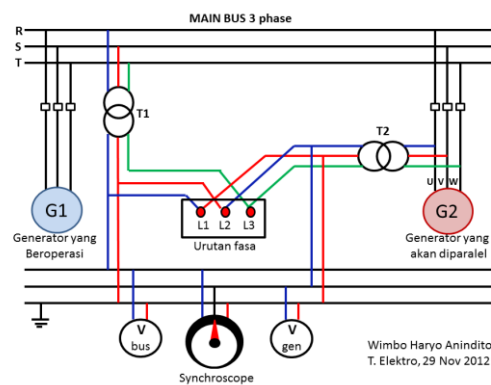 MAIN BUS 3 phase
R
S
T
T1
T2
U V W
G1
G2
L1 L2 L3
Generator yang
Beroperasi
Urutan fasa
Generator yang
akan diparalel
V
bus
V
gen
Synchroscope
Wimbo Haryo Anindito
T. Elektro, 29 Nov 2012